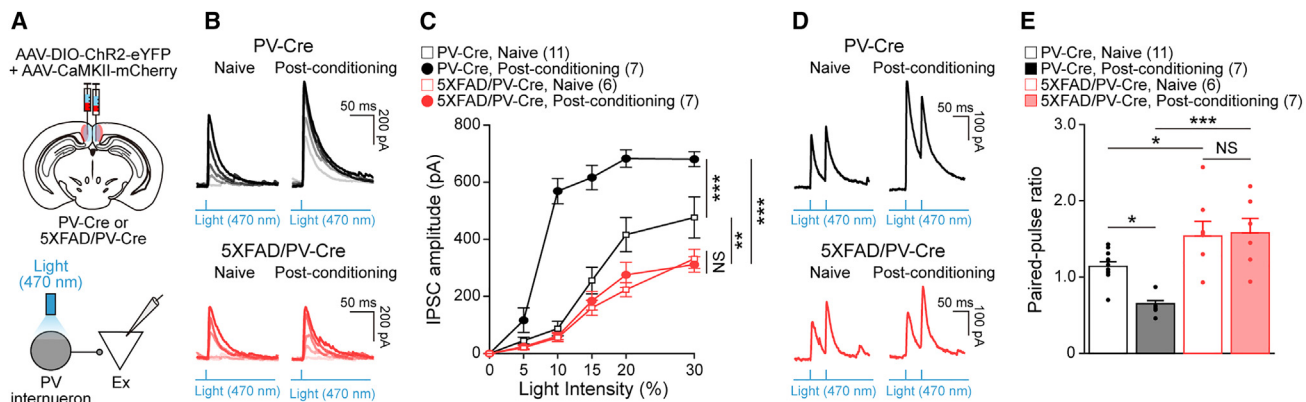 A
AAV-DIO-ChR2-eYFP
+ AAV-CaMKII-mCherry
PV-Cre or
5XFAD/PV-Cre
Light
(470 nm)
PV
internueron
Ex
B
PV-Cre
Naive
Post-conditioning
50 ms
200 pA
Light (470 nm)
Light (470 nm)
5XFAD/PV-Cre
Naive
Post-conditioning
50 ms
200 pA
Light (470 nm)
Light (470 nm)
C
PV-Cre, Naive (11)
PV-Cre, Post-conditioning (7)
5XFAD/PV-Cre, Naive (6)
5XFAD/PV-Cre, Post-conditioning (7)
IPSC amplitude (pA)
800
600
400
200
0
0
5
10
15
20
30
Light Intensity (%)
***
**
***
NS
D
PV-Cre
Naive
Post-conditioning
50 ms
100 pA
Light (470 nm)
Light (470 nm)
5XFAD/PV-Cre
Naive
Post-conditioning
50 ms
100 pA
Light (470 nm)
Light (470 nm)
E
PV-Cre, Naive (11)
PV-Cre, Post-conditioning (7)
5XFAD/PV-Cre, Naive (6)
5XFAD/PV-Cre, Post-conditioning (7)
Paired-pulse ratio
3.0
2.0
1.0
0
***
*
NS
*